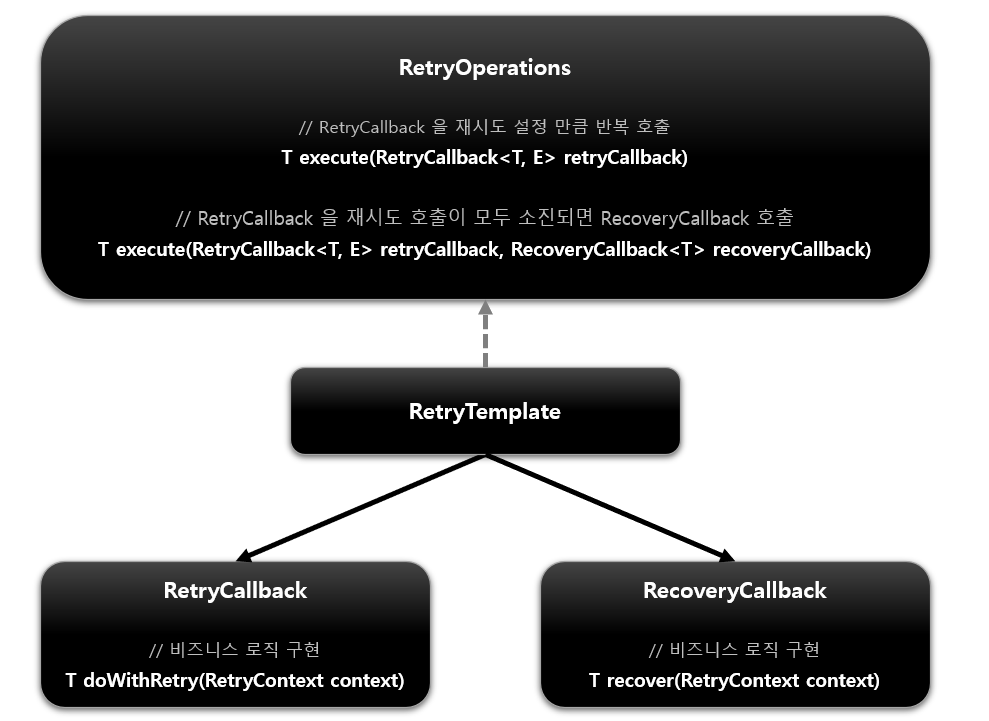 RetryOperations
// RetryCallback 을 재시도 설정 만큼 반복 호출
T execute(RetryCallback<T, E> retryCallback)
// RetryCallback 을 재시도 호출이 모두 소진되면 RecoveryCallback 호출
T execute(RetryCallback<T, E> retryCallback, RecoveryCallback<T> recoveryCallback)
RetryTemplate
RetryCallback
// 비즈니스 로직 구현
T doWithRetry(RetryContext context)
RecoveryCallback
// 비즈니스 로직 구현
T recover(RetryContext context)